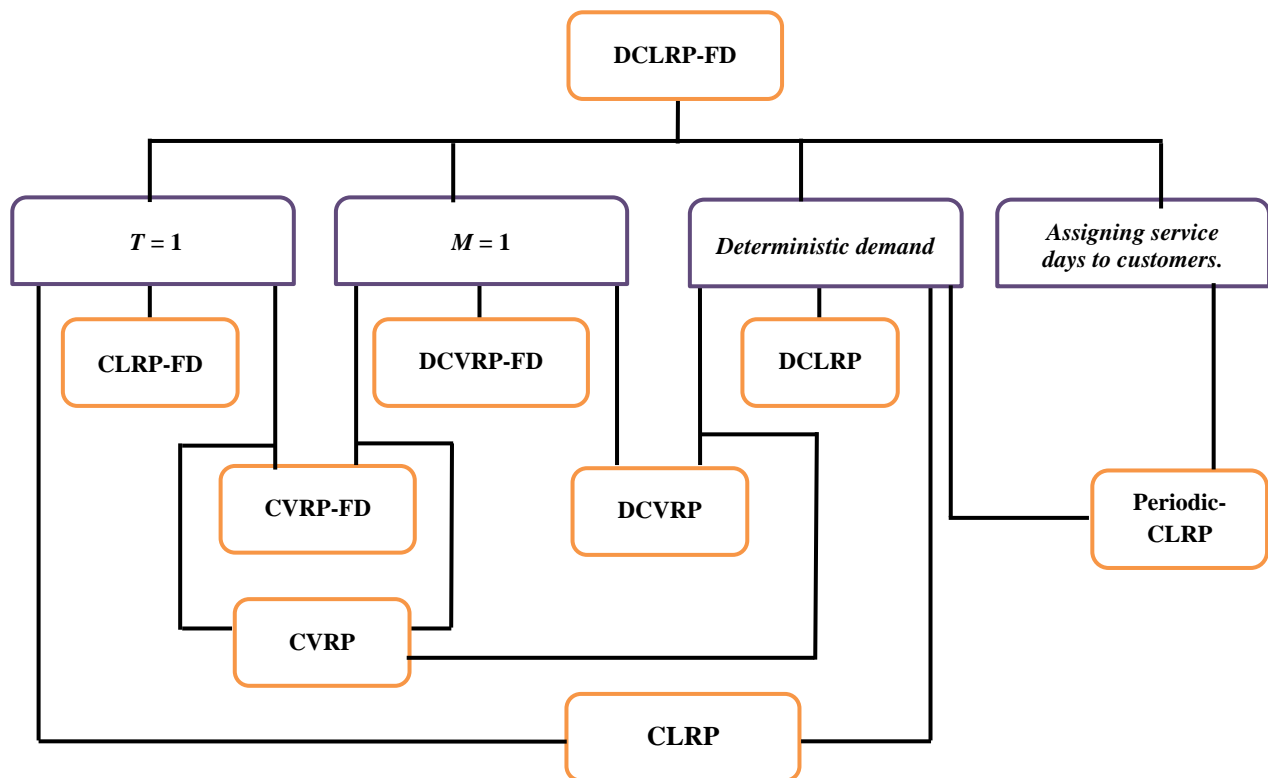 DCLRP-FD
T = 1
M = 1
Deterministic demand
Assigning service
days to customers.
CLRP-FD
DCVRP-FD
DCLRP
CVRP-FD
DCVRP
Periodic-
CLRP
CVRP
CLRP